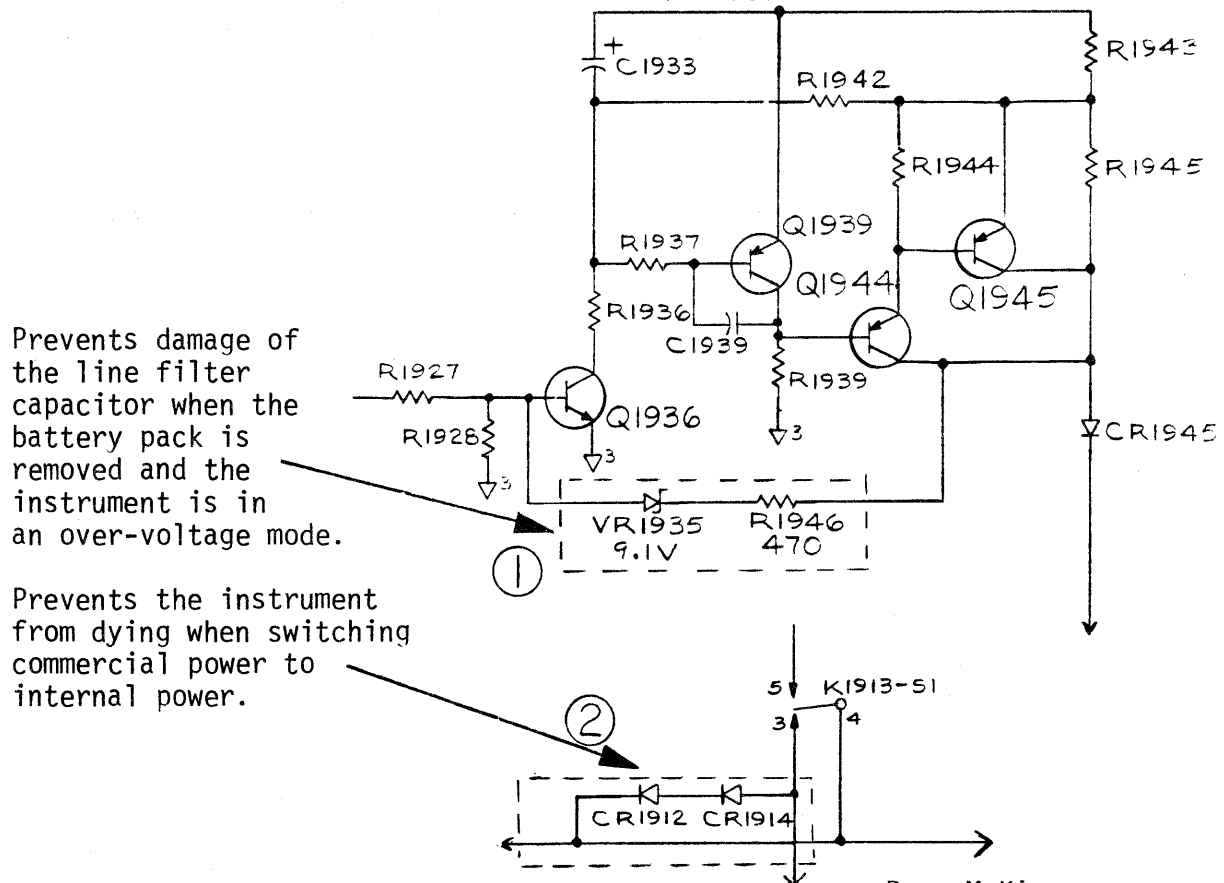 C1933
+
R1943
R1942
R1944
R1945
Q1939
R1937
Q1944
Q1945
R1936
C1939
R1939
Prevents damage of
the line filter
capacitor when the
battery pack is
removed and the
instrument is in
an over-voltage mode.
R1927
R1928
Q1936
3
3
3
CR1945
VR1935
9.1V
R1946
470
1
Prevents the instrument
from dying when switching
commercial power to
internal power.
2
5
K1913-S1
3
4
CR1912
CR1914